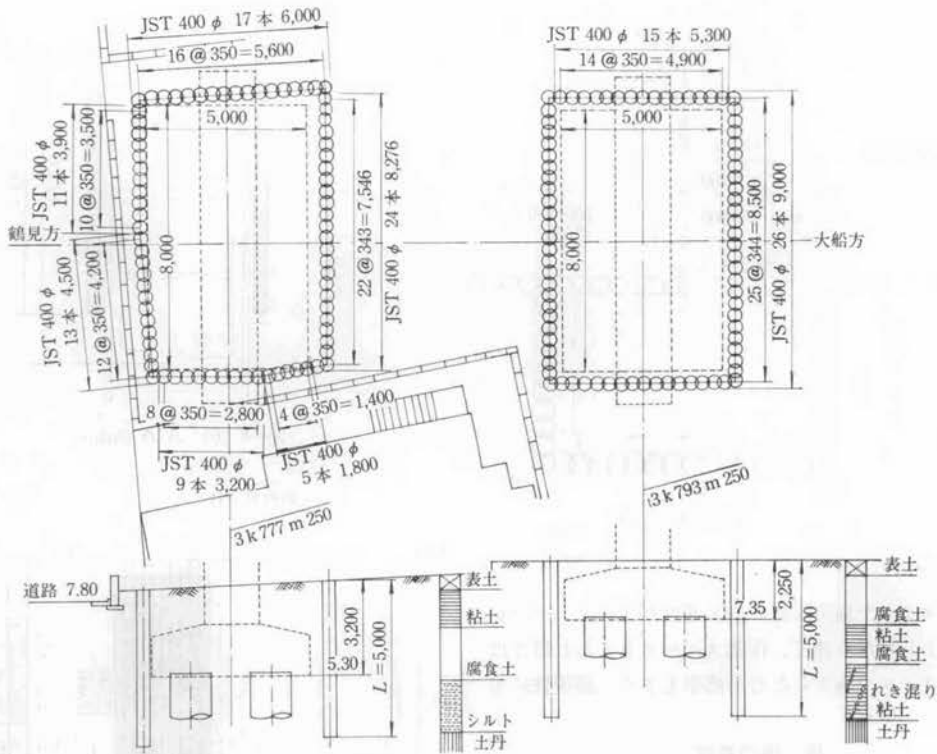 JST 400 φ 17 本 6,000
16 @ 350=5,600
5,000
JST 400 φ
11 本 3,900
10 @ 350=3,500
鶴見方
8,000
JST 400 φ
13 本 4,500
12 @ 350=4,200
22 @ 343=7,546
JST 400 φ 24 本 8,276
8 @ 350=2,800
4 @ 350=1,400
JST 400 φ
9 本 3,200
JST 400 φ
5 本 1,800
3 k 777 m 250
JST 400 φ 15 本 5,300
14 @ 350=4,900
5,000
8,000
25 @ 344=8,500
JST 400 φ 26 本 9,000
大船方
3 k 793 m 250
道路 7.80
3,200
5.30
L=5,000
表土
粘土
腐食土
シルト
土丹
2,250
7.35
=5,000
表土
腐食土
粘土
腐食土
れき混り
粘土
土丹